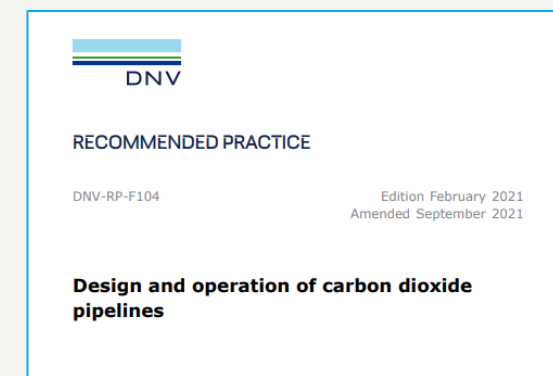 DNV
RECOMMENDED PRACTICE
DNV-RP-F104 Edition February 2021
Amended September 2021
Design and operation of carbon dioxide
pipelines